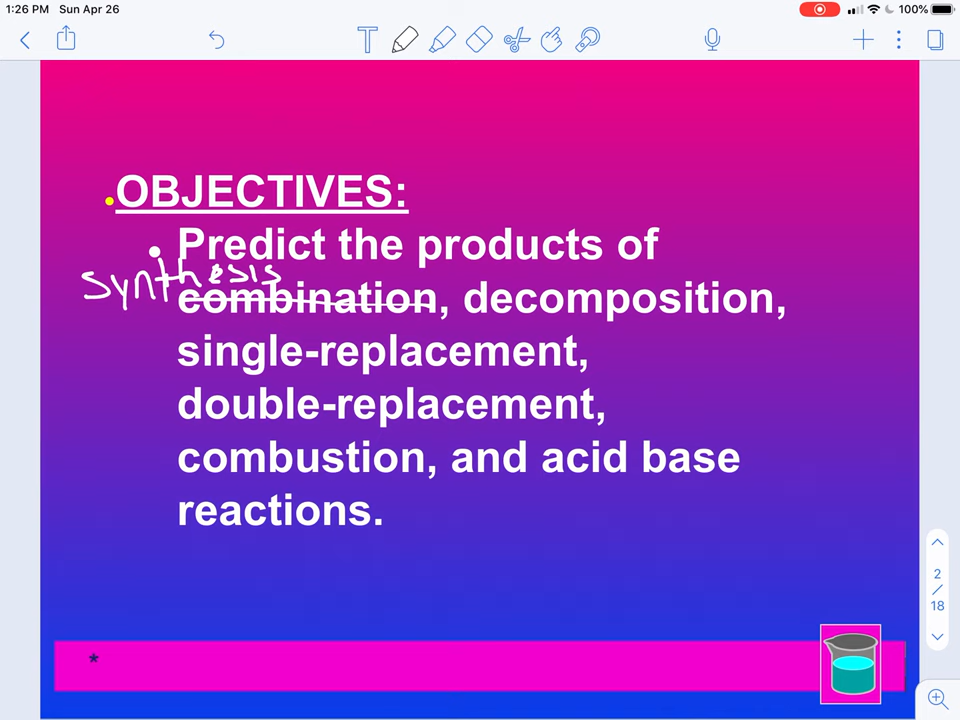 1:26 PM Sun Apr 26
100%
T
•OBJECTIVES:
• Predict the products of
synthesis
combination, decomposition,
single-replacement,
double-replacement,
combustion, and acid base
reactions.
2
/
18
*